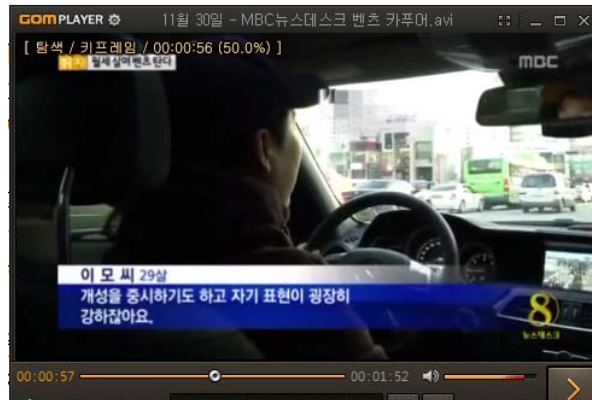 GOMPLAYER
11월 30일 - MBC뉴스데스크 벤츠 카푸어.avi
[ 탐색 / 키프레임 / 00:00:56 (50.0%) ]
월세 살며 벤츠 탄다
MBC
이 모 씨 29살
개성을 중시하기도 하고 자기 표현이 굉장히
강하잖아요.
8
뉴스데스크
00:00:57
00:01:52